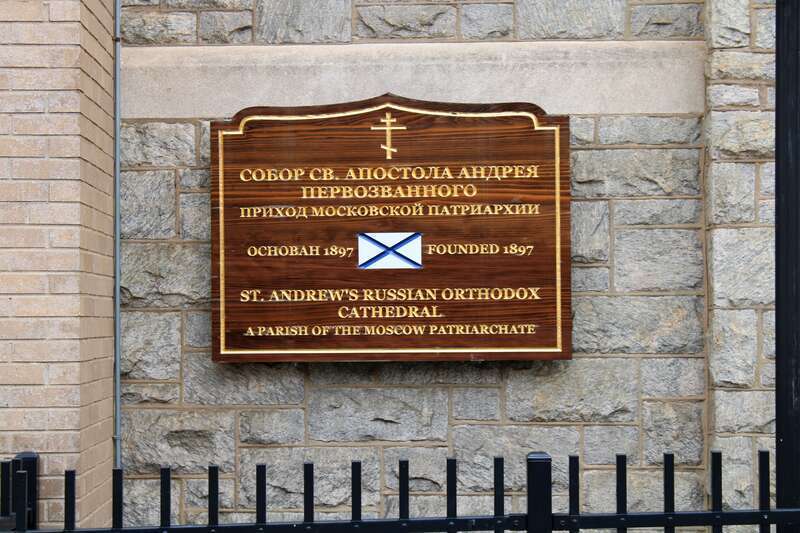 СОБОР СВ. АПОСТОЛА АНДРЕЯ
ПЕРВОЗВАННОГО
ПРИХОД МОСКОВСКОЙ ПАТРИАРХИИ
ОСНОВАН 1897 FOUNDED 1897
ST. ANDREW'S RUSSIAN ORTHODOX
CATHEDRAL
A PARISH OF THE MOSCOW PATRIARCHATE